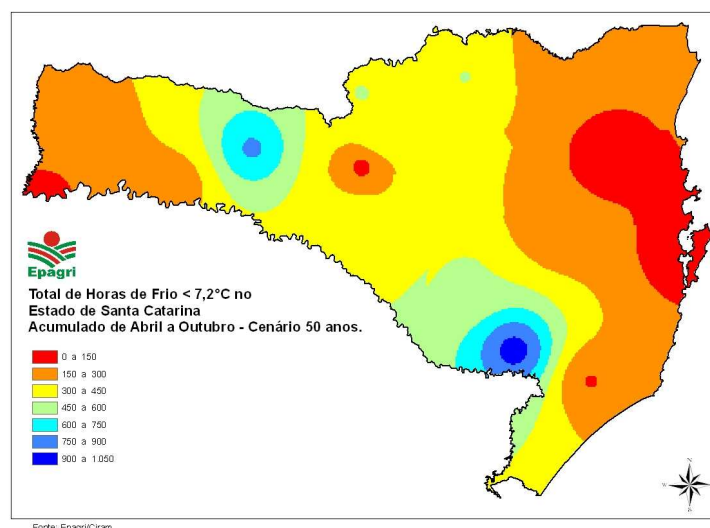 Epagri
Total de Horas de Frio < 7,2°C no
Estado de Santa Catarina
Acumulado de Abril a Outubro - Cenário 50 anos.
0 a 150
150 a 300
300 a 450
450 a 600
600 a 750
750 a 900
900 a 1.050
N
Fonte: Epagri/Ciram